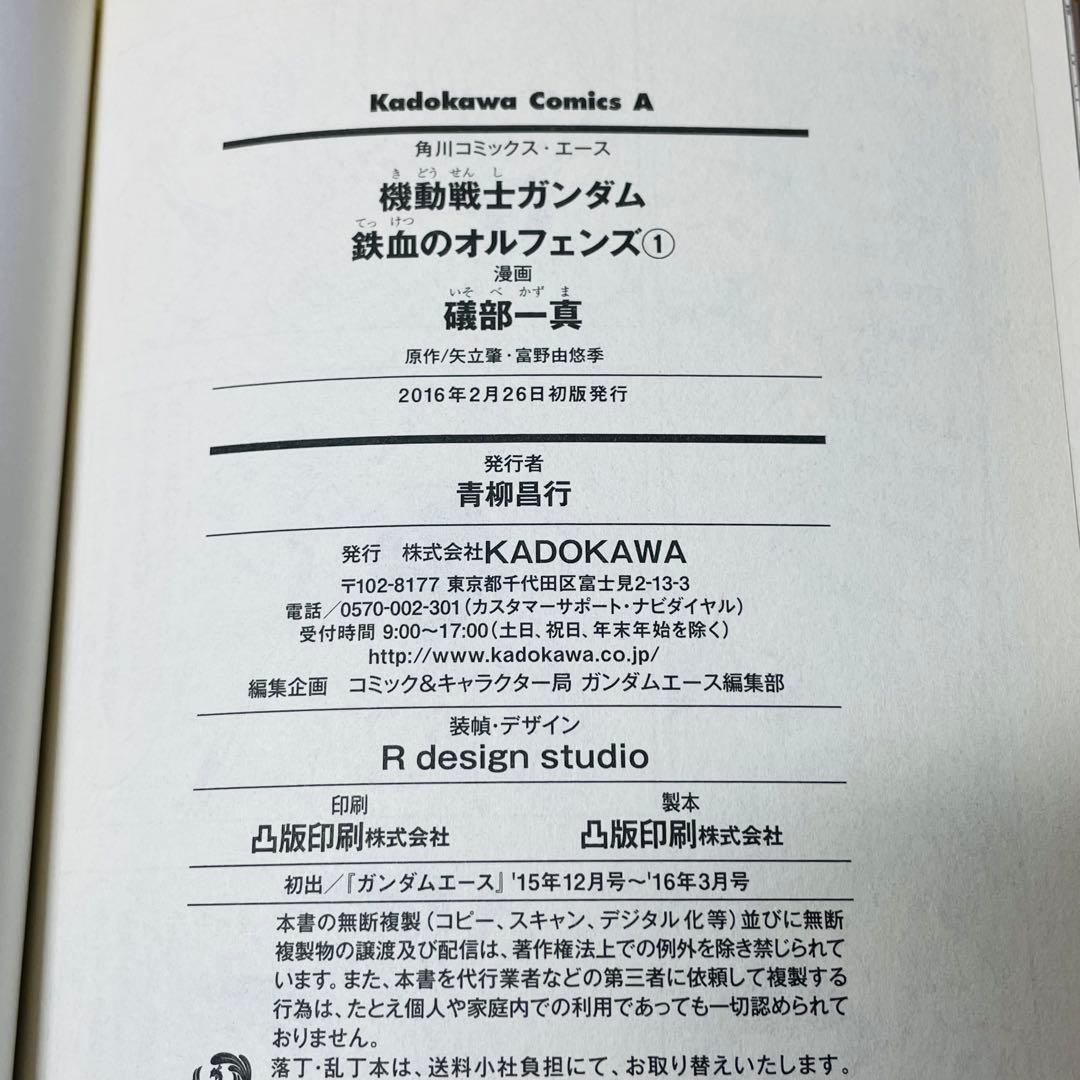 Kadokawa Comics A
角川コミックス・エース
き どう せん し
機動戦士ガンダム
てっ けつ
鉄血のオルフェンズ①
漫画
いそ べ かず ま
礒部一真
原作/矢立肇・富野由悠季
2016年2月26日初版発行
発行者
青柳昌行
発行 株式会社KADOKAWA
〒102-8177 東京都千代田区富士見2-13-3
電話/0570-002-301(カスタマーサポート・ナビダイヤル)
受付時間 9:00〜17:00(土日、祝日、年末年始を除く)
http://www.kadokawa.co.jp/
編集企画 コミック&キャラクター局 ガンダムエース編集部
装幀・デザイン
R design studio
印刷 製本
凸版印刷株式会社 凸版印刷株式会社
初出/『ガンダムエース』'15年12月号〜'16年3月号
本書の無断複製(コピー、スキャン、デジタル化等)並びに無断
複製物の譲渡及び配信は、著作権法上での例外を除き禁じられて
います。また、本書を代行業者などの第三者に依頼して複製する
行為は、たとえ個人や家庭内での利用であっても一切認められて
おりません。
落丁・乱丁本は、送料小社負担にて、お取り替えいたします。